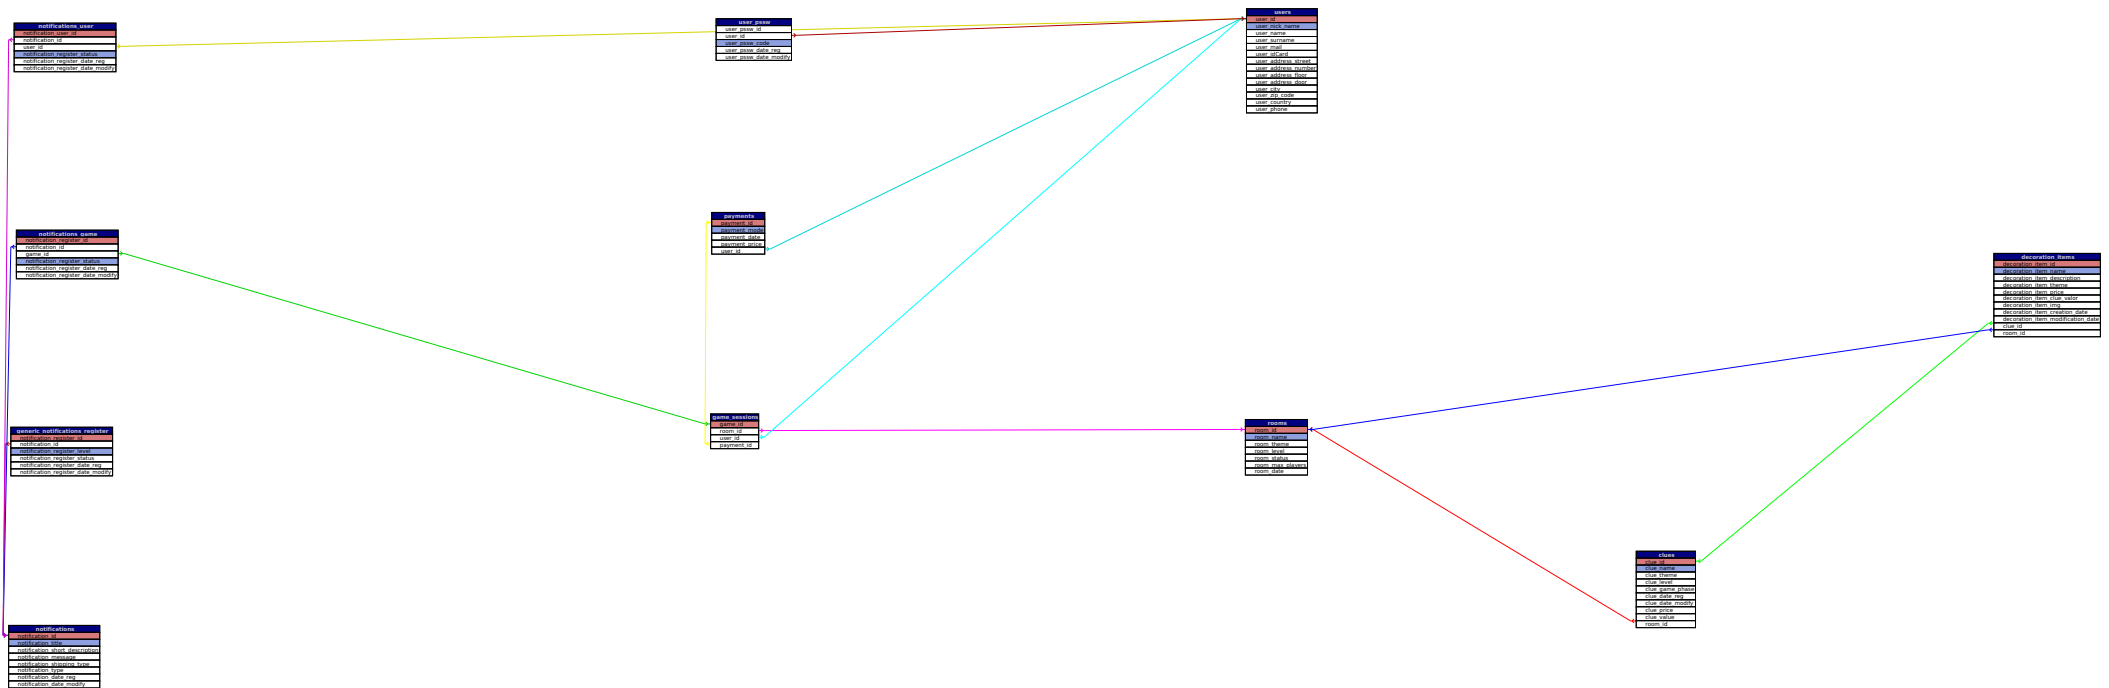 notifications_user
notification_user_id
notification_id
user_id
notification_register_status
notification_register_date_reg
notification_register_date_modify
user_pssw
user_pssw_id
user_id
user_pssw_code
user_pssw_date_reg
user_pssw_date_modify
users
user_id
user_nick_name
user_name
user_surname
user_mail
user_idCard
user_address_street
user_address_number
user_address_floor
user_address_door
user_city
user_zip_code
user_country
user_phone
notifications_game
notification_register_id
notification_id
game_id
notification_register_status
notification_register_date_reg
notification_register_date_modify
payments
payment_id
payment_mode
payment_date
payment_price
user_id
decoration_items
decoration_item_id
decoration_item_name
decoration_item_description
decoration_item_theme
decoration_item_price
decoration_item_clue_valor
decoration_item_img
decoration_item_creation_date
decoration_item_modification_date
clue_id
room_id
generic_notifications_register
notification_register_id
notification_id
notification_register_level
notification_register_status
notification_register_date_reg
notification_register_date_modify
game_sessions
game_id
room_id
user_id
payment_id
rooms
room_id
room_name
room_theme
room_level
room_status
room_max_players
room_date
clues
clue_id
clue_name
clue_theme
clue_level
clue_game_phase
clue_date_reg
clue_date_modify
clue_price
clue_value
room_id
notifications
notification_id
notification_title
notification_short_description
notification_message
notification_shipping_type
notification_type
notification_date_reg
notification_date_modify